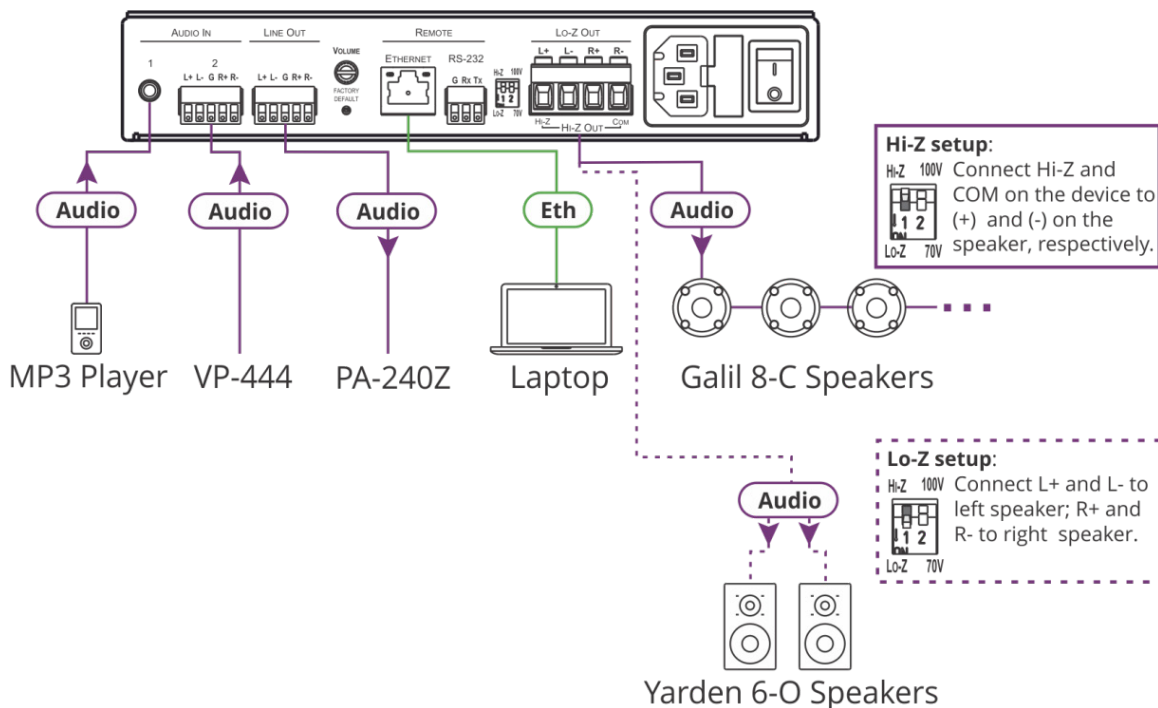 AUDIO IN
LINE OUT
VOLUME
REMOTE
LO-Z OUT
1
2
L+ L- G R+ R-
L+ L- G R+ R-
FACTORY
DEFAULT
ETHERNET
RS-232
G Rx Tx
Hi-Z 100V
1 2
Lo-Z 70V
L+ L- R+ R-
HI-Z
COM
HI-Z OUT
Audio
Audio
Audio
Eth
Audio
MP3 Player
VP-444
PA-240Z
Laptop
Galil 8-C Speakers
Hi-Z setup:
Hi-Z 100V
1 2
ON
Lo-Z 70V
Connect Hi-Z and
COM on the device to
(+) and (-) on the
speaker, respectively.
Audio
Yarden 6-O Speakers
Lo-Z setup:
Hi-Z 100V
1 2
ON
Lo-Z 70V
Connect L+ and L- to
left speaker; R+ and
R- to right speaker.